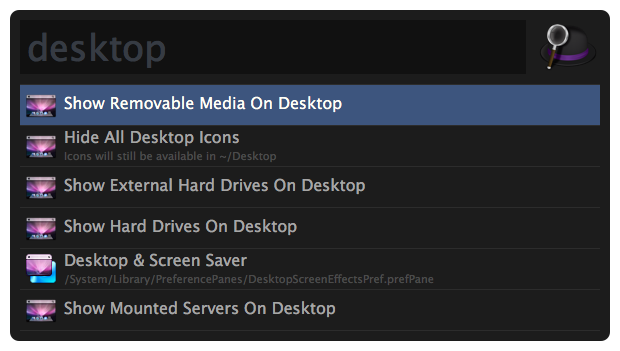 desktop
Show Removable Media On Desktop
Hide All Desktop Icons
Icons will still be available in ~/Desktop
Show External Hard Drives On Desktop
Show Hard Drives On Desktop
Desktop & Screen Saver
/System/Library/PreferencePanes/DesktopScreenEffectsPref.prefPane
Show Mounted Servers On Desktop